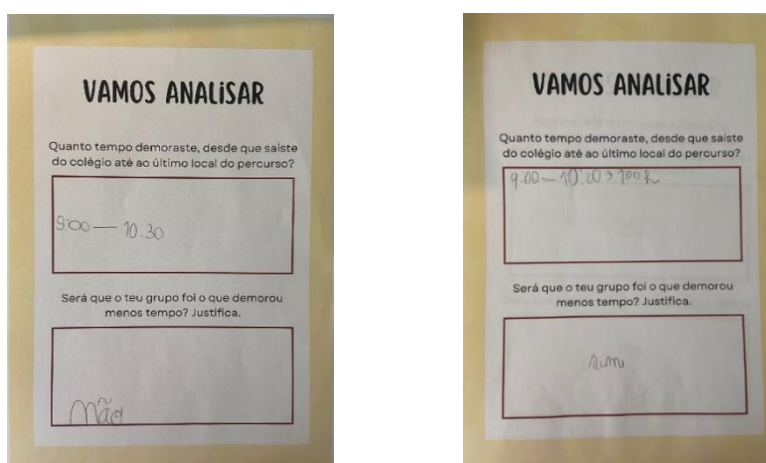 VAMOS ANALISAR
Quanto tempo demoraste, desde que saiste
do colégio até ao último local do percurso?
9:00 — 10.30
Será que o teu grupo foi o que demorou
menos tempo? Justifica.
Não
VAMOS ANALISAR
Quanto tempo demoraste, desde que saiste
do colégio até ao último local do percurso?
9.00 — 10:00 > 100h
Será que o teu grupo foi o que demorou
menos tempo? Justifica.
sim